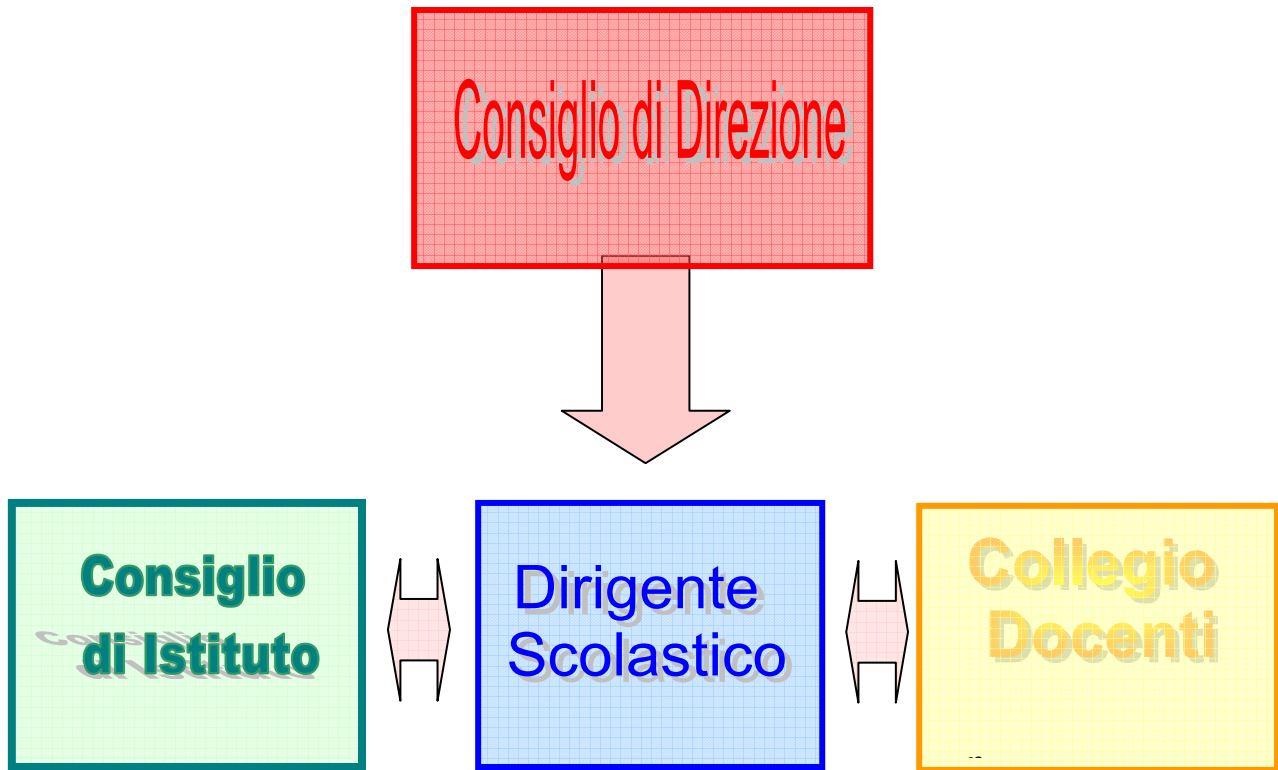 Consiglio di Direzione
Consiglio
di Istituto
Dirigente
Scolastico
Collegio
Docenti